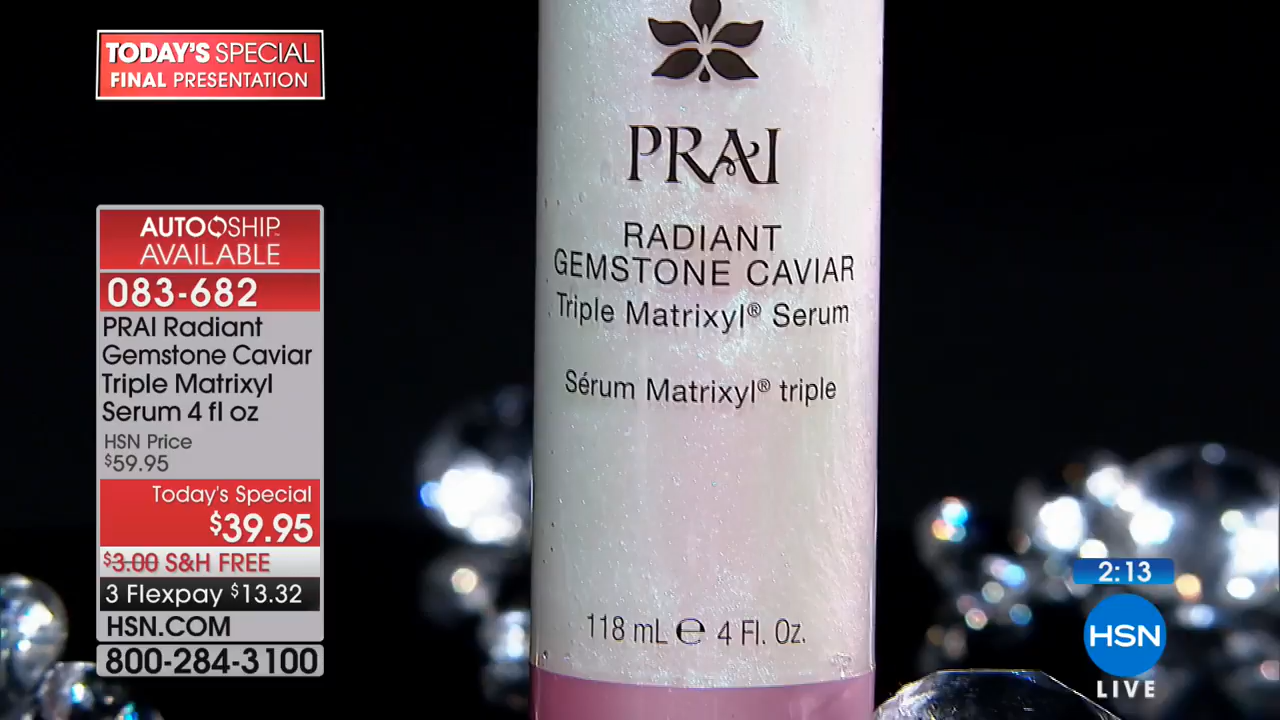 TODAY'S SPECIAL
FINAL PRESENTATION
AUTOSHIP
AVAILABLE
083-682
PRAI Radiant
Gemstone Caviar
Triple Matrixyl
Serum 4 fl oz
HSN Price
$59.95
Today's Special
$39.95
$3.00 S&H FREE
3 Flexpay $13.32
HSN.COM
800-284-3100
PRAI
RADIANT
GEMSTONE CAVIAR
Triple Matrixyl® Serum
Sérum Matrixyl® triple
118 mL ℮ 4 Fl. Oz.
2:13
HSN
LIVE